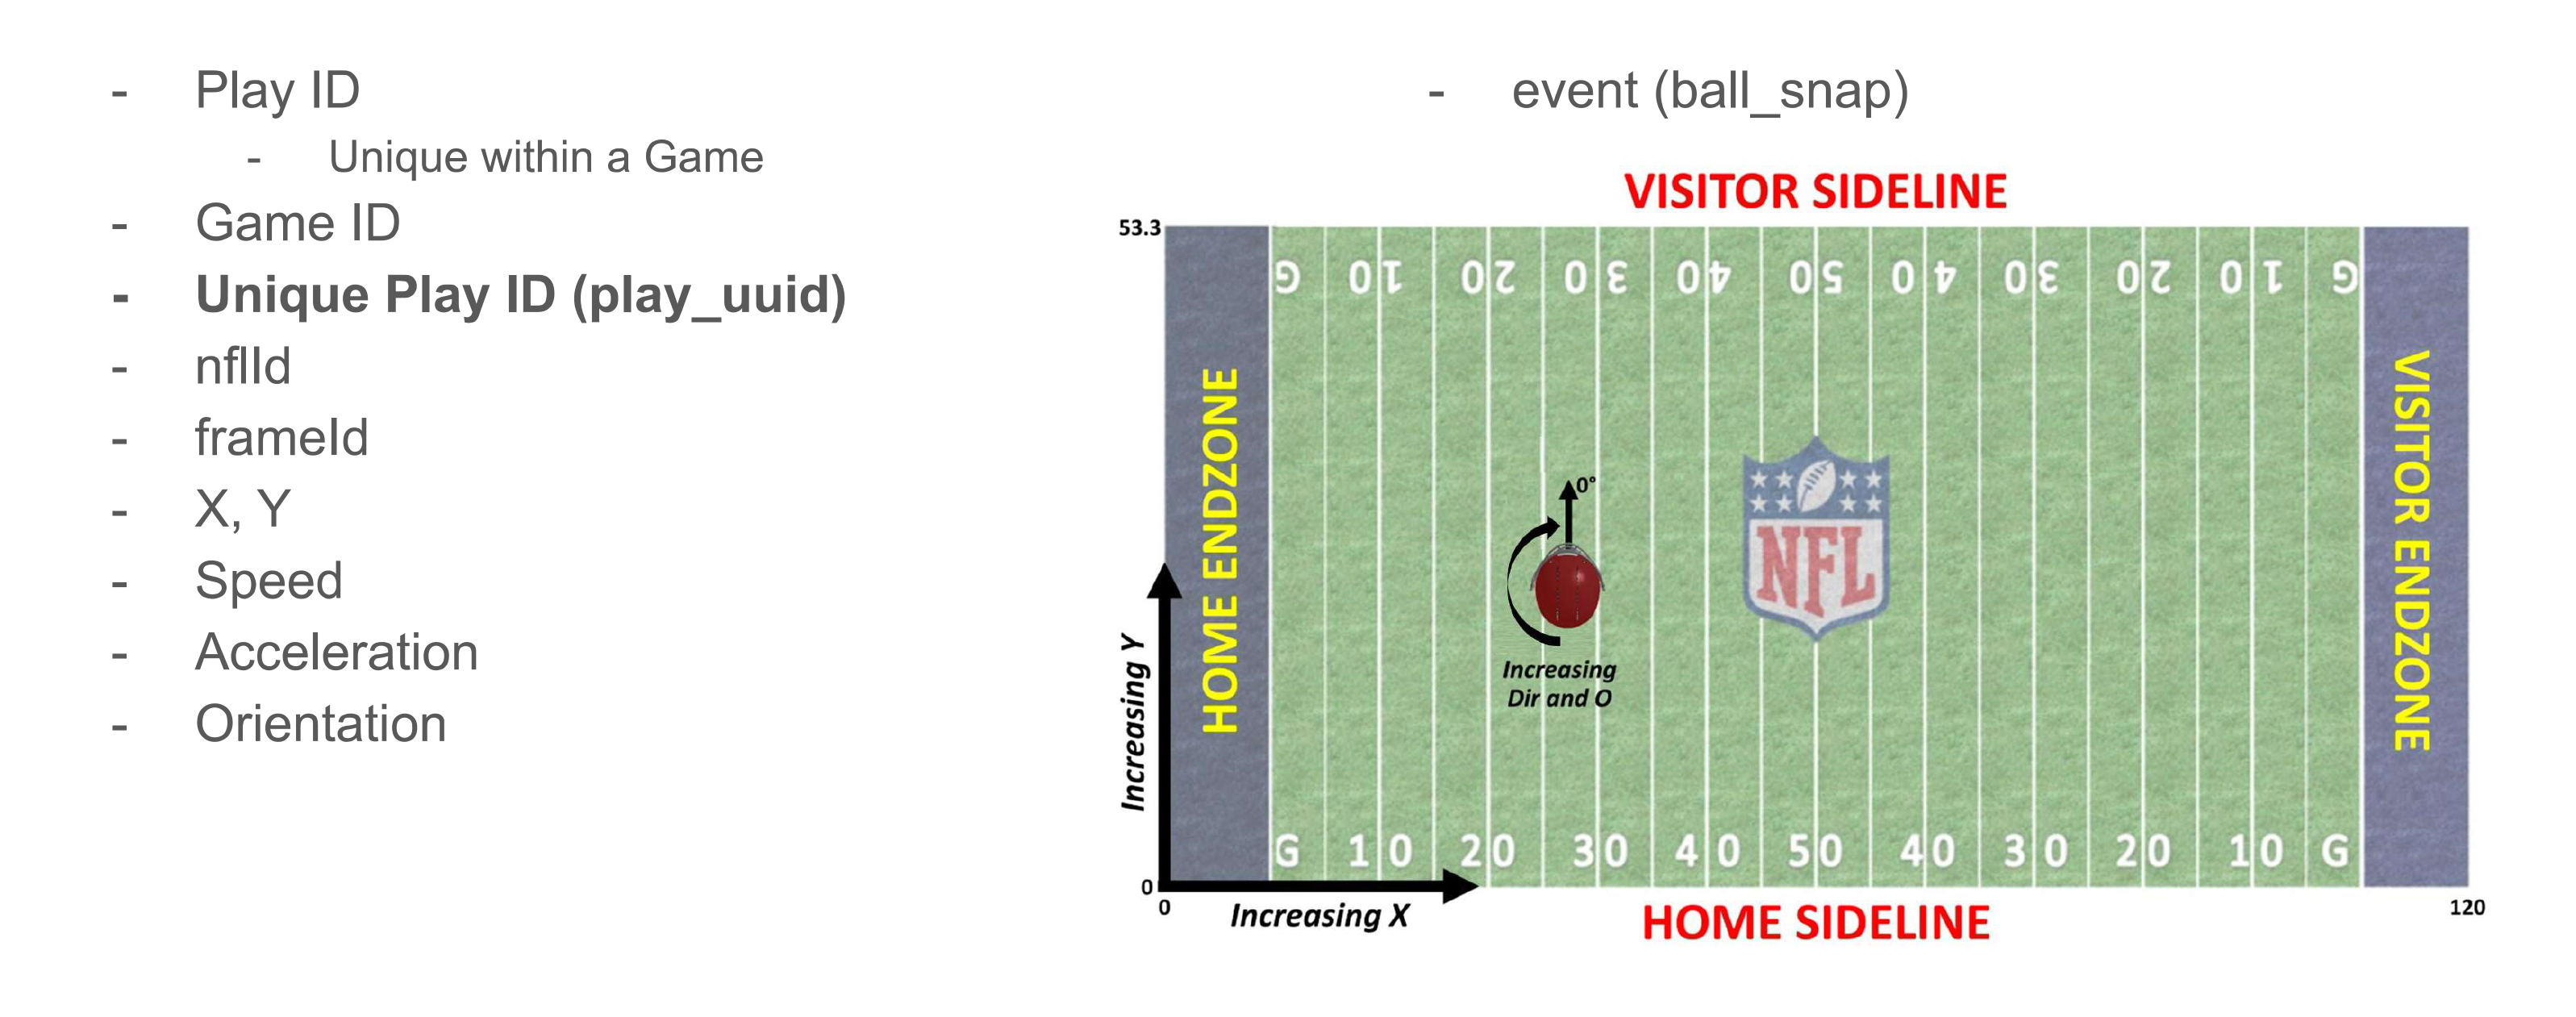 - Play ID
- Unique within a Game
- Game ID
- Unique Play ID (play_uuid)
- nflId
- frameId
- X, Y
- Speed
- Acceleration
- Orientation
- event (ball_snap)
VISITOR SIDELINE
53.3
G 10 20 30 40 50 40 30 20 10 G
HOME ENDZONE
VISITOR ENDZONE
0°
NFL
Increasing
Dir and O
Increasing Y
G 10 20 30 40 50 40 30 20 10 G
0
0
Increasing X
HOME SIDELINE
120